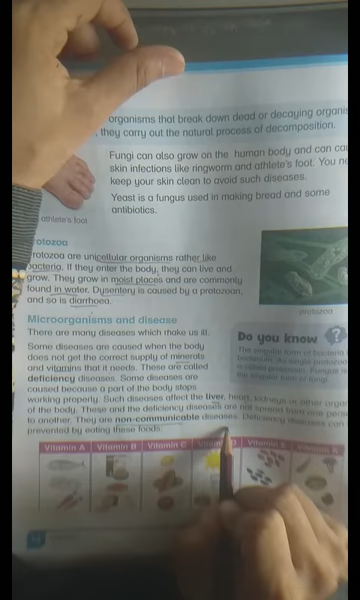 organisms that break down dead or decaying
they carry out the natural process of decomposition.
Fungi can also grow on the human body and can
skin infections like ringworm and athlete's foot. You
keep your skin clean to avoid such diseases.
Yeast is a fungus used in making bread and some
antibiotics.
athlete's foot
rotozoa
rotozoa are unicellular organisms rather like
bacteria. If they enter the body, they can live and
grow. They grow in moist places and are commonly
found in water. Dysentery is caused by a protozoan,
and so is diarrhoea.
protozoa
Microorganisms and disease
There are many diseases which make us ill.
Some diseases are caused when the body
does not get the correct supply of minerals
and vitamins that it needs. These are called
deficiency diseases. Some diseases are
caused because a part of the body stops
working properly. Such diseases affect the liver, heart, kidneys or other
of the body. These and the deficiency diseases are not spread from one
to another. They are non-communicable diseases. Deficiency diseases can
prevented by eating these foods:
Do you know ?
The singular form of bacteria
Vitamin A Vitamin B Vitamin C Vitamin D Vitamin E